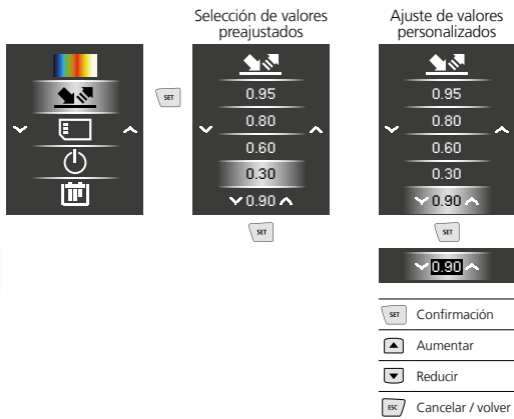 Selección de valores
preajustados
Ajuste de valores
personalizados
SET
0.95
0.80
0.60
0.30
0.90
SET
0.95
0.80
0.60
0.30
0.90
SET
0.90
SET Confirmación
Aumentar
Reducir
ESC Cancelar / volver